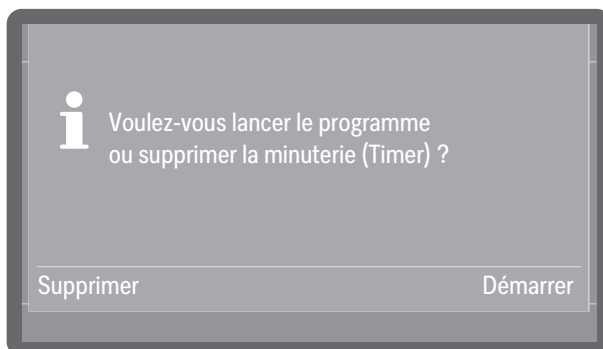 Voulez-vous lancer le programme
ou supprimer la minuterie (Timer) ?
Supprimer
Démarrer